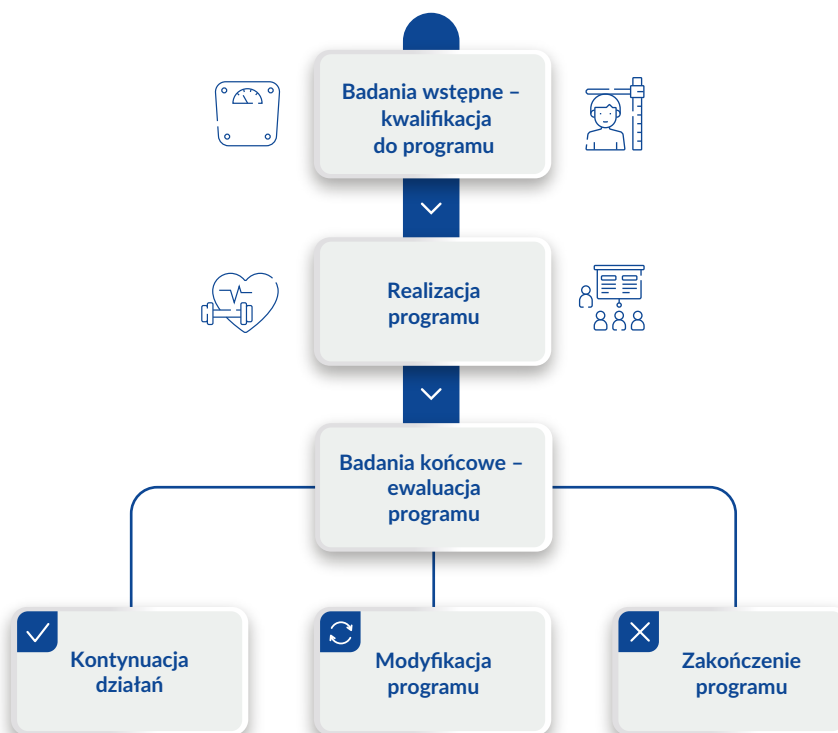 Badania wstępne –
kwalifikacja
do programu
Realizacja
programu
Badania końcowe –
ewaluacja
programu
Kontynuacja
działań
Modyfikacja
programu
Zakończenie
programu